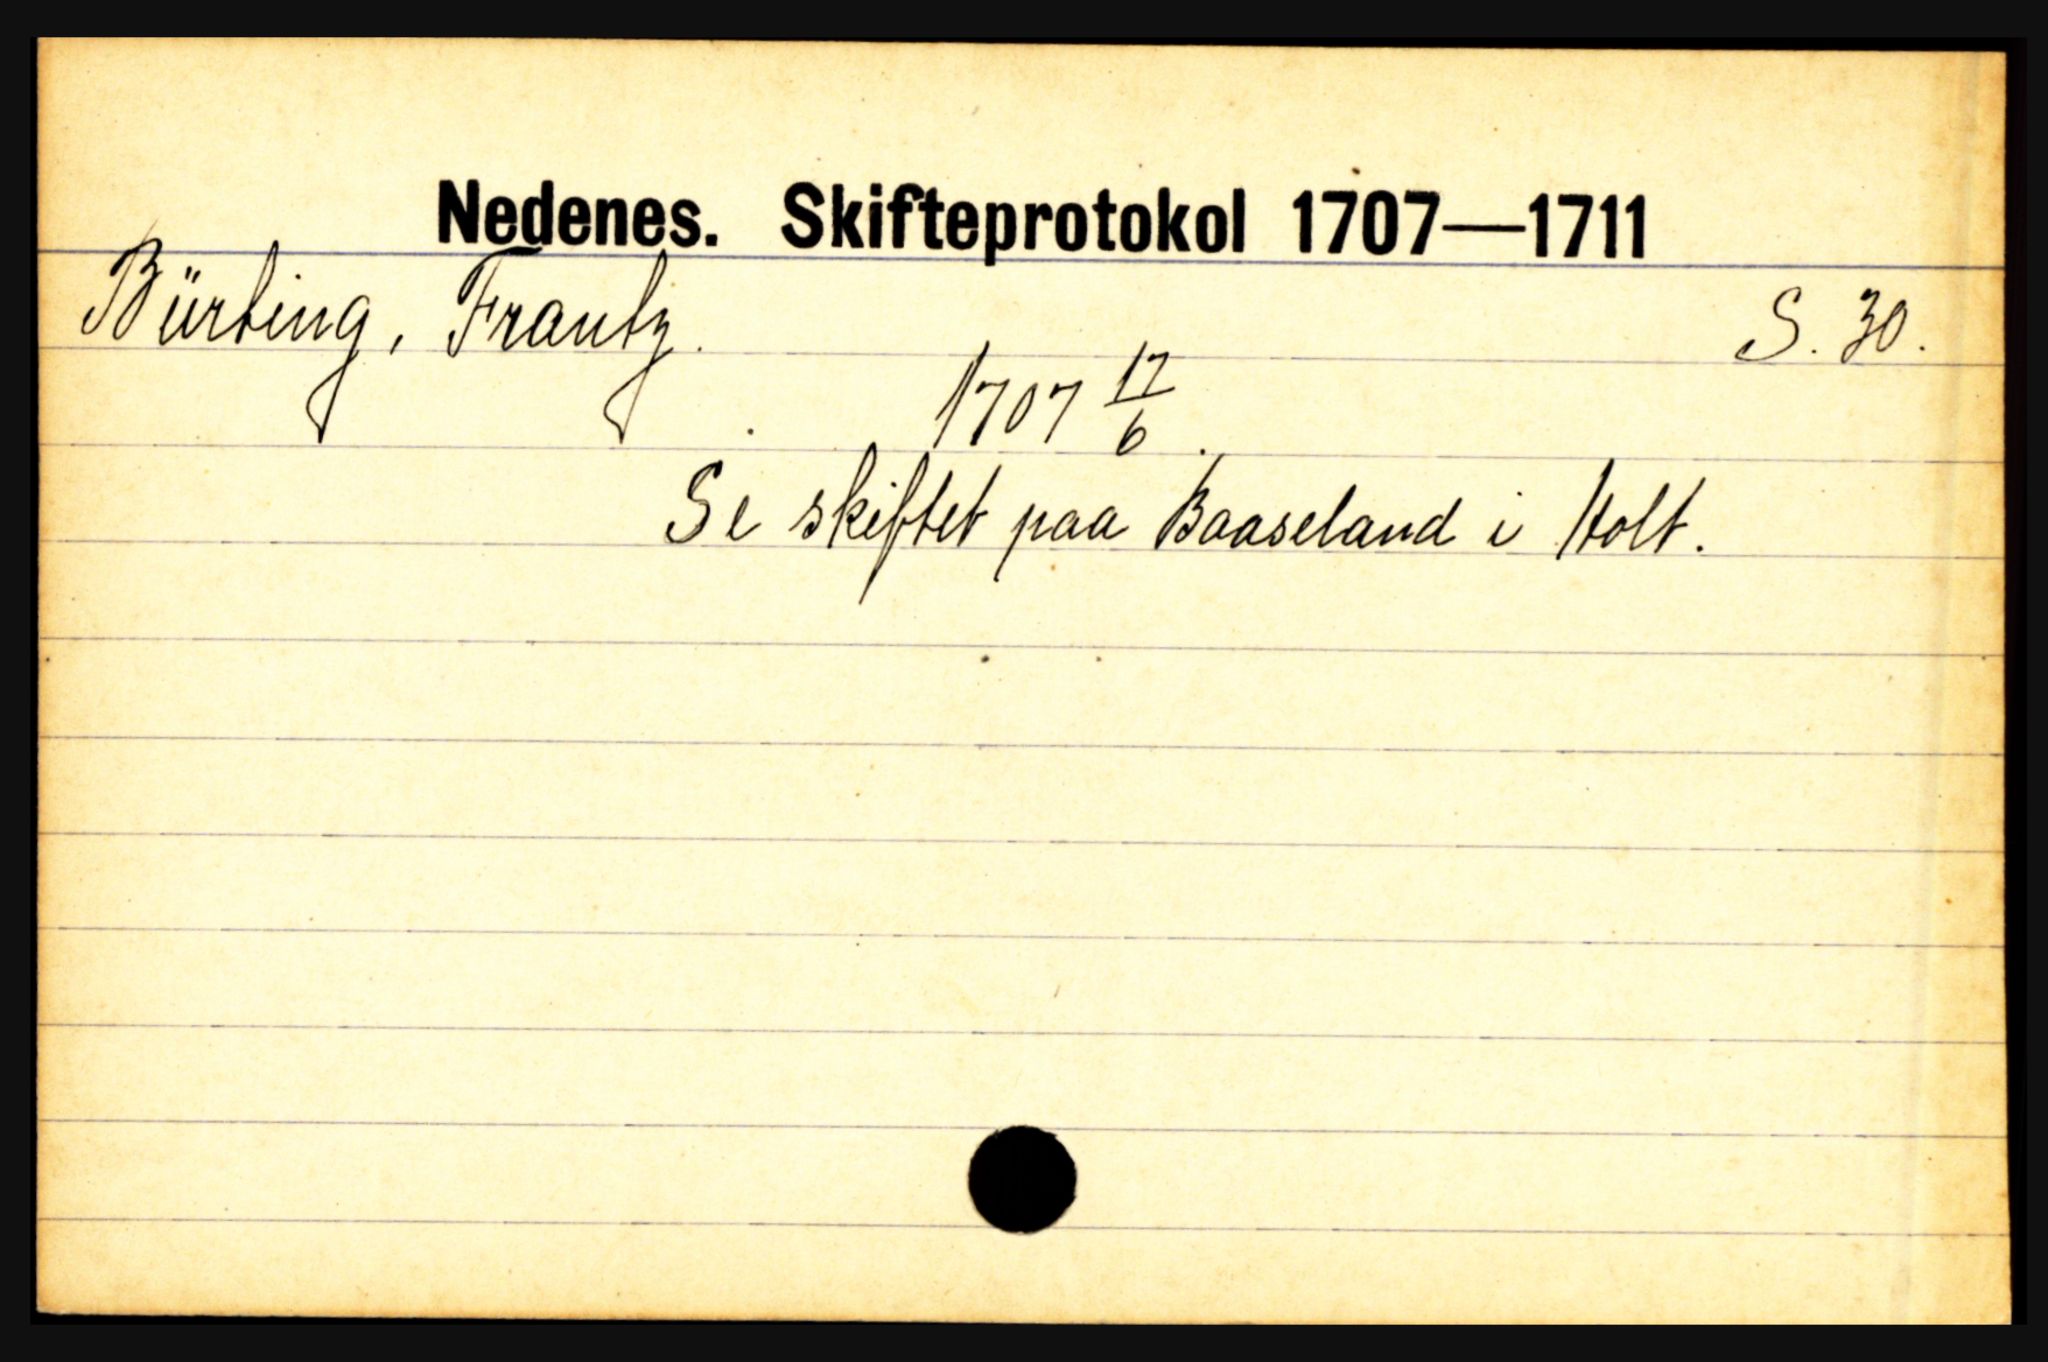 Nedenes. Skifteprotokol 1707—1711
Bürting, Frantz. S. 30.
1707 17/6.
Se skiftet paa Baaseland i Holt.